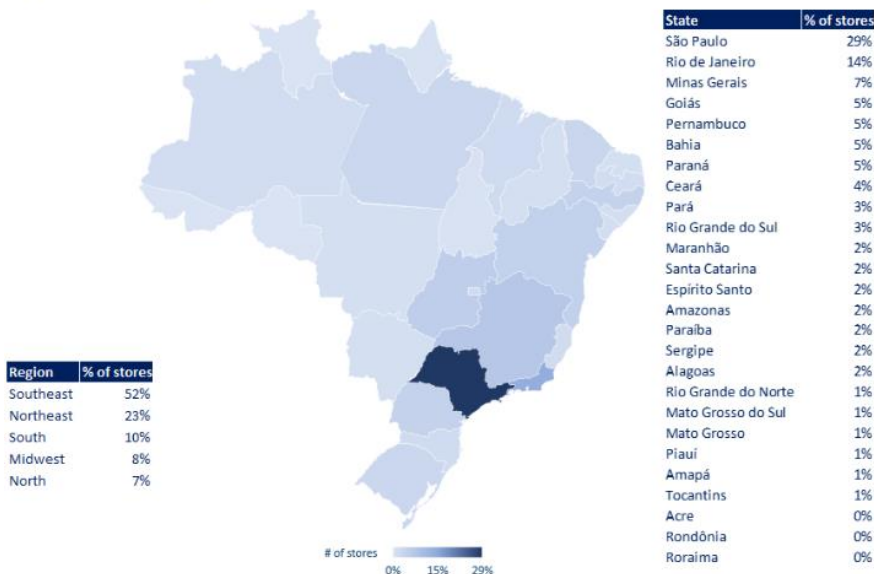 State % of stores
São Paulo 29%
Rio de Janeiro 14%
Minas Gerais 7%
Goiás 5%
Pernambuco 5%
Bahia 5%
Paraná 5%
Ceará 4%
Pará 3%
Rio Grande do Sul 3%
Maranhão 2%
Santa Catarina 2%
Espírito Santo 2%
Amazonas 2%
Paraíba 2%
Sergipe 2%
Alagoas 2%
Rio Grande do Norte 1%
Mato Grosso do Sul 1%
Mato Grosso 1%
Piauí 1%
Amapá 1%
Tocantins 1%
Acre 0%
Rondônia 0%
Roraima 0%
Region % of stores
Southeast 52%
Northeast 23%
South 10%
Midwest 8%
North 7%
# of stores
0% 15% 29%